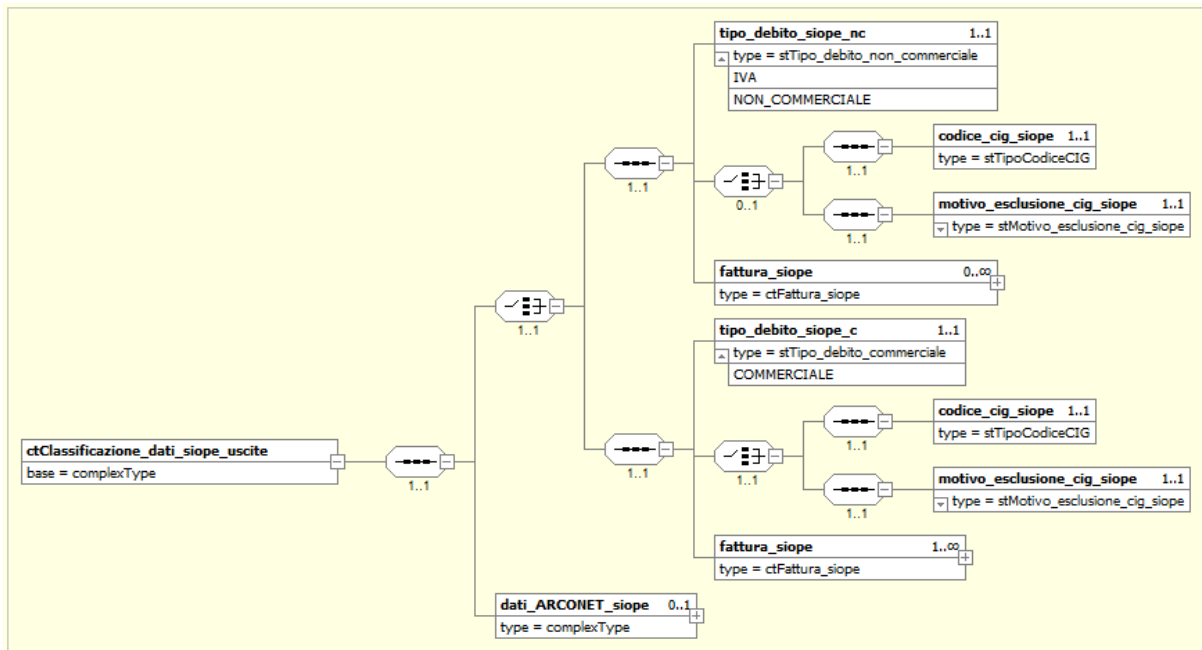 tipo_debito_siope_nc 1..1
type = stTipo_debito_non_commerciale
IVA
NON_COMMERCIALE
codice_cig_siope 1..1
type = stTipoCodiceCIG
1..1
1..1
0..1
motivo_esclusione_cig_siope 1..1
type = stMotivo_esclusione_cig_siope
1..1
fattura_siope 0..∞
type = ctFattura_siope
1..1
tipo_debito_siope_c 1..1
type = stTipo_debito_commerciale
COMMERCIALE
codice_cig_siope 1..1
type = stTipoCodiceCIG
1..1
ctClassificazione_dati_siope_uscite
base = complexType
1..1
1..1
1..1
motivo_esclusione_cig_siope 1..1
type = stMotivo_esclusione_cig_siope
1..1
fattura_siope 1..∞
type = ctFattura_siope
dati_ARCONET_siope 0..1
type = complexType